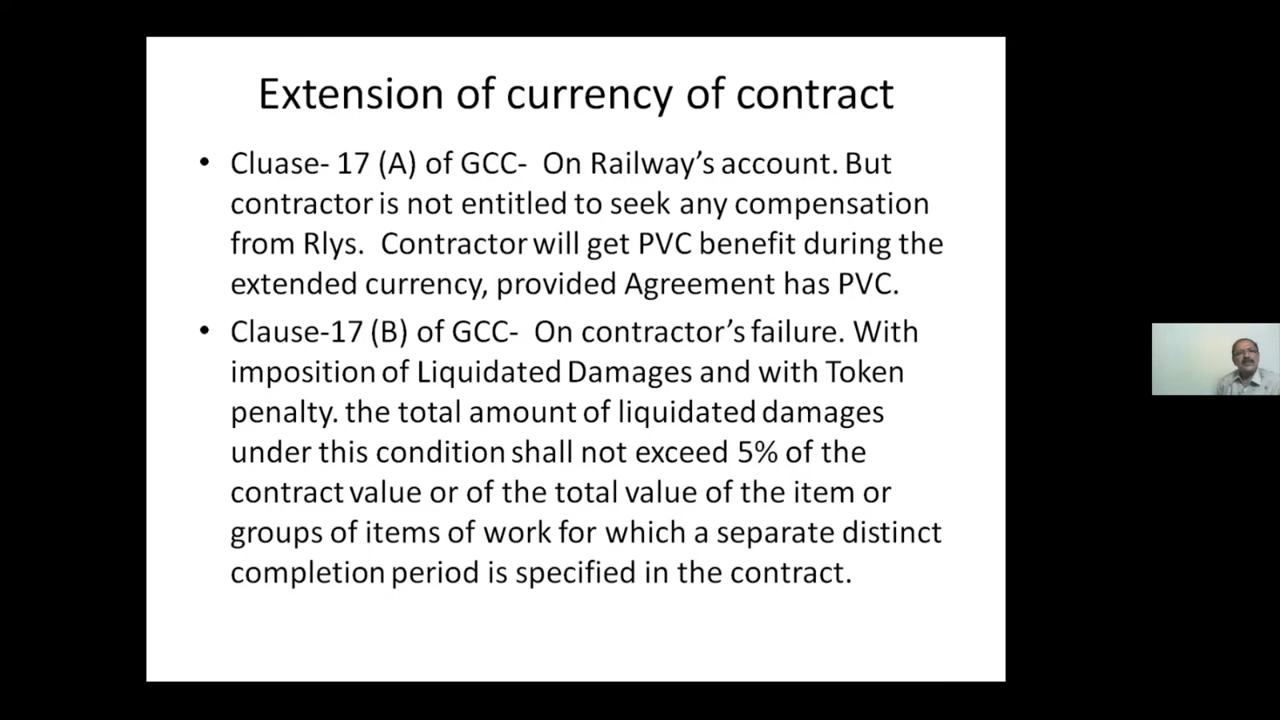 Extension of currency of contract
• Cluase- 17 (A) of GCC- On Railway's account. But
contractor is not entitled to seek any compensation
from Rlys. Contractor will get PVC benefit during the
extended currency, provided Agreement has PVC.
• Clause-17 (B) of GCC- On contractor's failure. With
imposition of Liquidated Damages and with Token
penalty. the total amount of liquidated damages
under this condition shall not exceed 5% of the
contract value or of the total value of the item or
groups of items of work for which a separate distinct
completion period is specified in the contract.